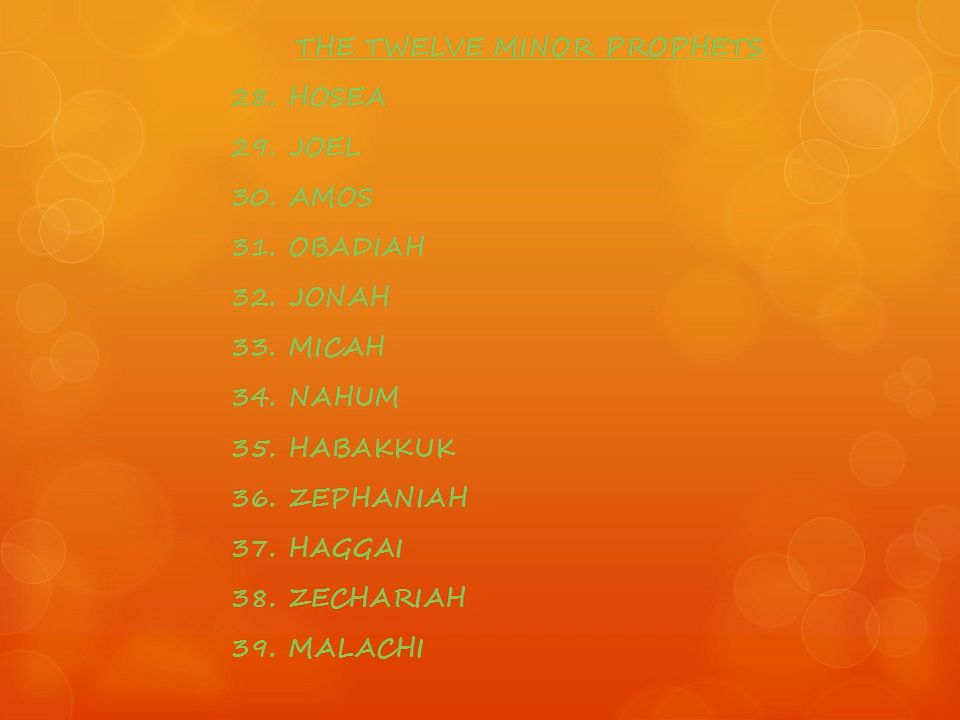 THE TWELVE MINOR PROPHETS
28. HOSEA
29. JOEL
30. AMOS
31. OBADIAH
32. JONAH
33. MICAH
34. NAHUM
35. HABAKKUK
36. ZEPHANIAH
37. HAGGAI
38. ZECHARIAH
39. MALACHI